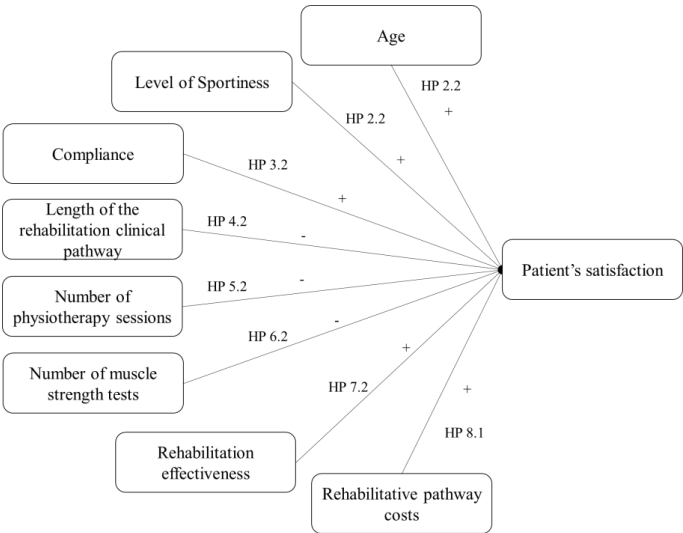 Age
HP 2.2
+
Level of Sportiness
HP 2.2
+
Compliance
HP 3.2
+
Length of the
rehabilitation clinical
pathway
HP 4.2
-
Patient’s satisfaction
Number of
physiotherapy sessions
HP 5.2
-
Number of muscle
strength tests
HP 6.2
-
Rehabilitation
effectiveness
HP 7.2
+
Rehabilitative pathway
costs
HP 8.1
+